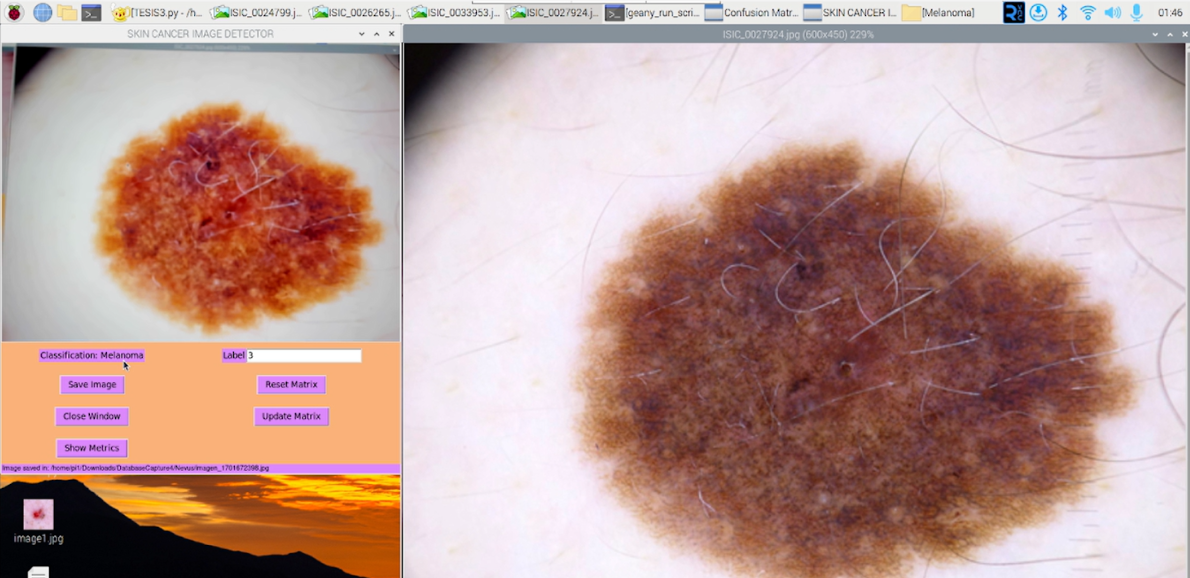 [TESIS3.py - /h...
ISIC_0024799.j...
ISIC_0026265.j...
ISIC_0033953.j...
ISIC_0027924.j...
[geany_run_scri...
Confusion Matr...
SKIN CANCER I...
[Melanoma]
01:46
SKIN CANCER IMAGE DETECTOR
ISIC_0027924.jpg (600x450) 229%
Classification: Melanoma
Label 3
Save Image
Reset Matrix
Close Window
Update Matrix
Show Metrics
Image saved in: /home/pi1/Downloads/DatabaseCapture4/Nevus/imagen_1701672398.jpg
image1.jpg